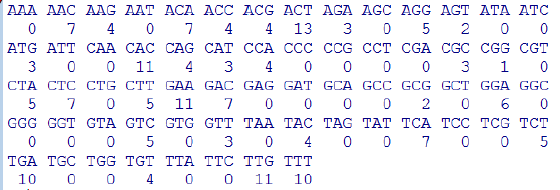 AAA AAC AAG AAT ACA ACC ACG ACT AGA AGC AGG AGT ATA ATC
0 7 4 0 7 4 4 13 3 0 5 2 0 0
ATG ATT CAA CAC CAG CAT CCA CCC CCG CCT CGA CGC CGG CGT
3 0 0 11 4 3 4 0 0 0 0 3 1 0
CTA CTC CTG CTT GAA GAC GAG GAT GCA GCC GCG GCT GGA GGC
5 7 0 5 11 7 0 0 0 0 2 0 6 0
GGG GGT GTA GTC GTG GTT TAA TAC TAG TAT TCA TCC TCG TCT
0 0 0 5 0 3 0 4 0 0 7 0 0 5
TGA TGC TGG TGT TTA TTC TTG TTT
10 0 0 4 0 0 11 10